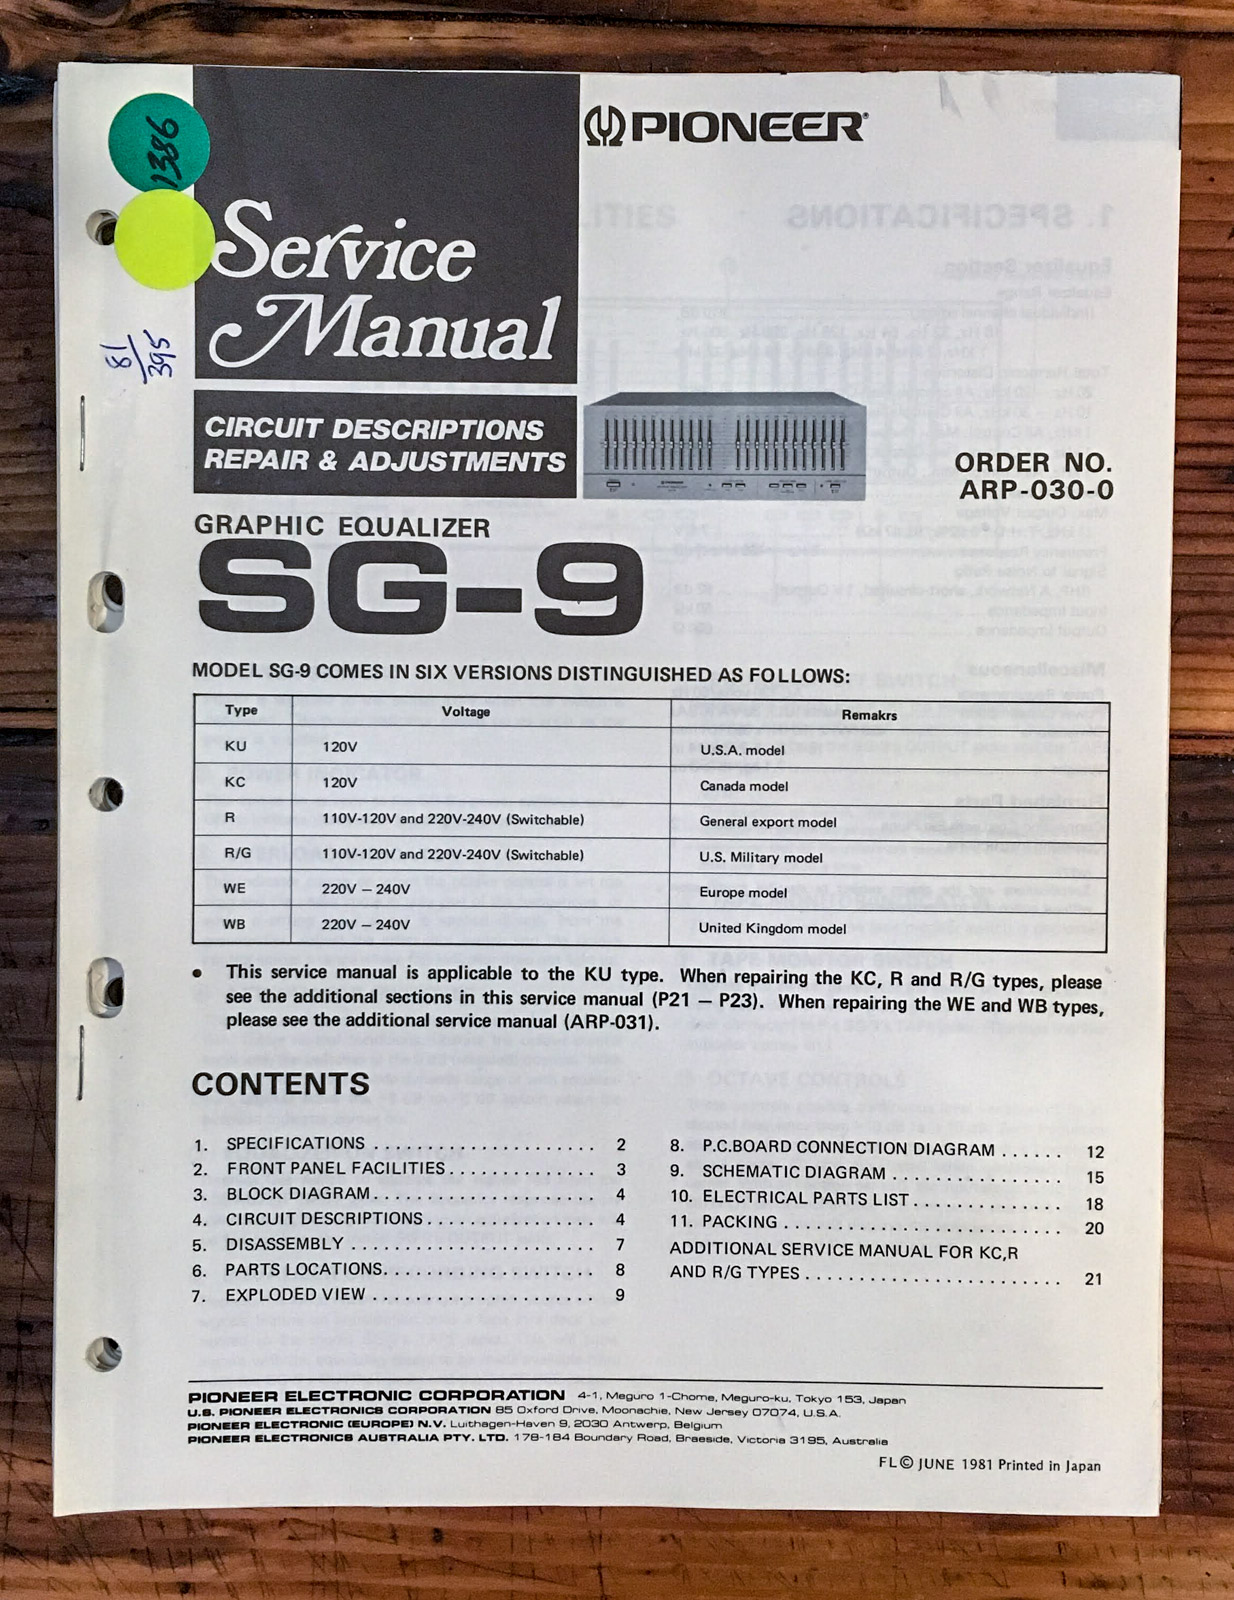 1386
81/395
Service
Manual
PIONEER®
CIRCUIT DESCRIPTIONS
REPAIR & ADJUSTMENTS
PIONEER
ORDER NO.
ARP-030-0
GRAPHIC EQUALIZER
SG-9
MODEL SG-9 COMES IN SIX VERSIONS DISTINGUISHED AS FOLLOWS:
Type Voltage Remakrs
KU 120V U.S.A. model
KC 120V Canada model
R 110V-120V and 220V-240V (Switchable) General export model
R/G 110V-120V and 220V-240V (Switchable) U.S. Military model
WE 220V – 240V Europe model
WB 220V – 240V United Kingdom model
• This service manual is applicable to the KU type. When repairing the KC, R and R/G types, please
see the additional sections in this service manual (P21 – P23). When repairing the WE and WB types,
please see the additional service manual (ARP-031).
CONTENTS
1. SPECIFICATIONS . . . . . . . . . . . . . . . . . . . . . . . 2
2. FRONT PANEL FACILITIES . . . . . . . . . . . . . . . 3
3. BLOCK DIAGRAM . . . . . . . . . . . . . . . . . . . . . . . 4
4. CIRCUIT DESCRIPTIONS . . . . . . . . . . . . . . . . . 4
5. DISASSEMBLY . . . . . . . . . . . . . . . . . . . . . . . . . 7
6. PARTS LOCATIONS . . . . . . . . . . . . . . . . . . . . . . 8
7. EXPLODED VIEW . . . . . . . . . . . . . . . . . . . . . . . 9
8. P.C.BOARD CONNECTION DIAGRAM . . . . . . 12
9. SCHEMATIC DIAGRAM . . . . . . . . . . . . . . . . . 15
10. ELECTRICAL PARTS LIST . . . . . . . . . . . . . . . 18
11. PACKING . . . . . . . . . . . . . . . . . . . . . . . . . . . . 20
ADDITIONAL SERVICE MANUAL FOR KC,R
AND R/G TYPES . . . . . . . . . . . . . . . . . . . . . . . . . . 21
PIONEER ELECTRONIC CORPORATION 4-1, Meguro 1-Chome, Meguro-ku, Tokyo 153, Japan
U.S. PIONEER ELECTRONICS CORPORATION 85 Oxford Drive, Moonachie, New Jersey 07074, U.S.A.
PIONEER ELECTRONIC (EUROPE) N.V. Luithagen-Haven 9, 2030 Antwerp, Belgium
PIONEER ELECTRONICS AUSTRALIA PTY. LTD. 178-184 Boundary Road, Braeside, Victoria 3195, Australia
FL © JUNE 1981 Printed in Japan